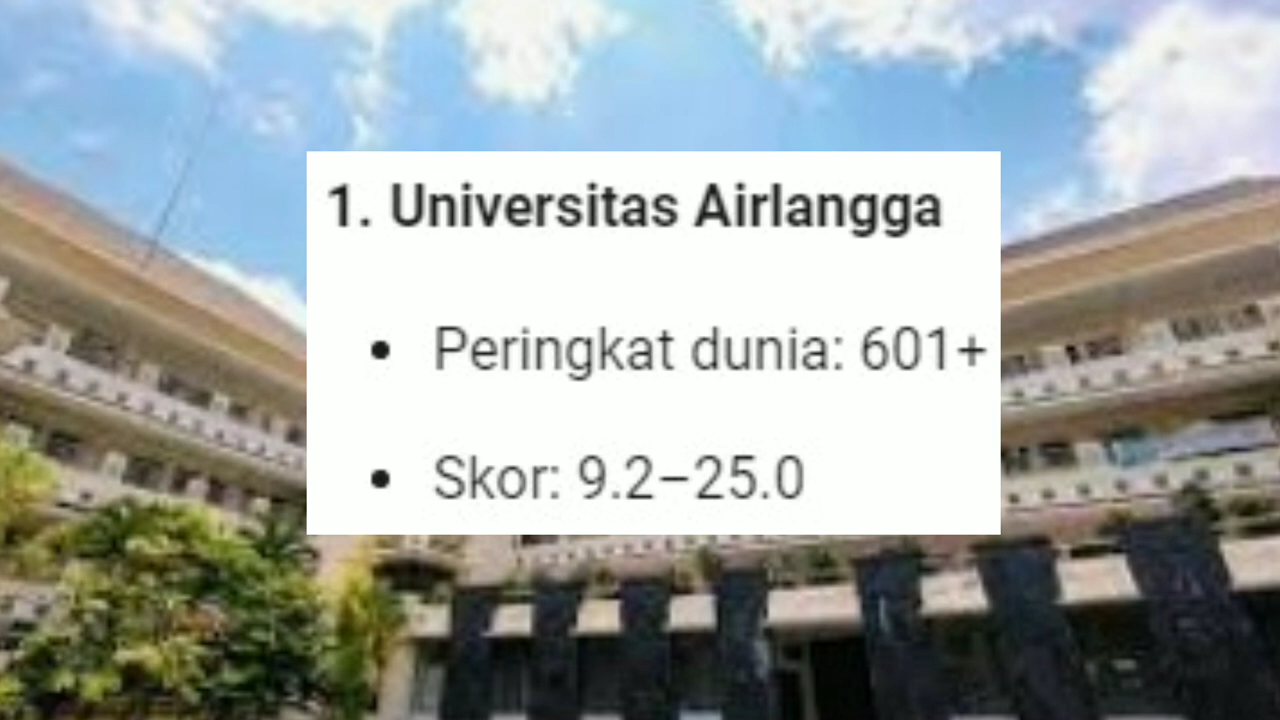 1. Universitas Airlangga
• Peringkat dunia: 601+
• Skor: 9.2–25.0